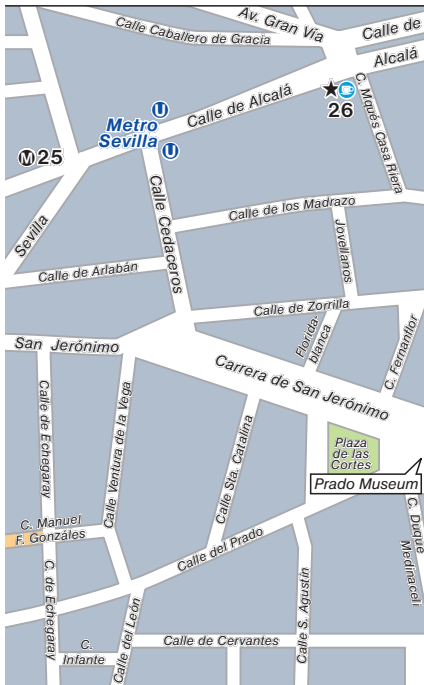 Av. Gran Vía
Calle de
Calle Caballero de Gracia
Alcalá
Calle de Alcalá
26
C. Mqués Casa Riera
Metro
Sevilla
M 25
Sevilla
Calle Cedaceros
Calle de los Madrazo
Jovellanos
Calle de Arlabán
Calle de Zorrilla
Florida-
blanca
C. Fernanflor
San Jerónimo
Carrera de San Jerónimo
Calle de Echegaray
Calle Ventura de la Vega
Calle Sta. Catalina
Plaza
de las
Cortes
Prado Museum
C. Duque
Medinaceli
C. Manuel
F. Gonzáles
Calle del Prado
C. de Echegaray
Calle del León
Calle S. Agustín
C.
Infante
Calle de Cervantes